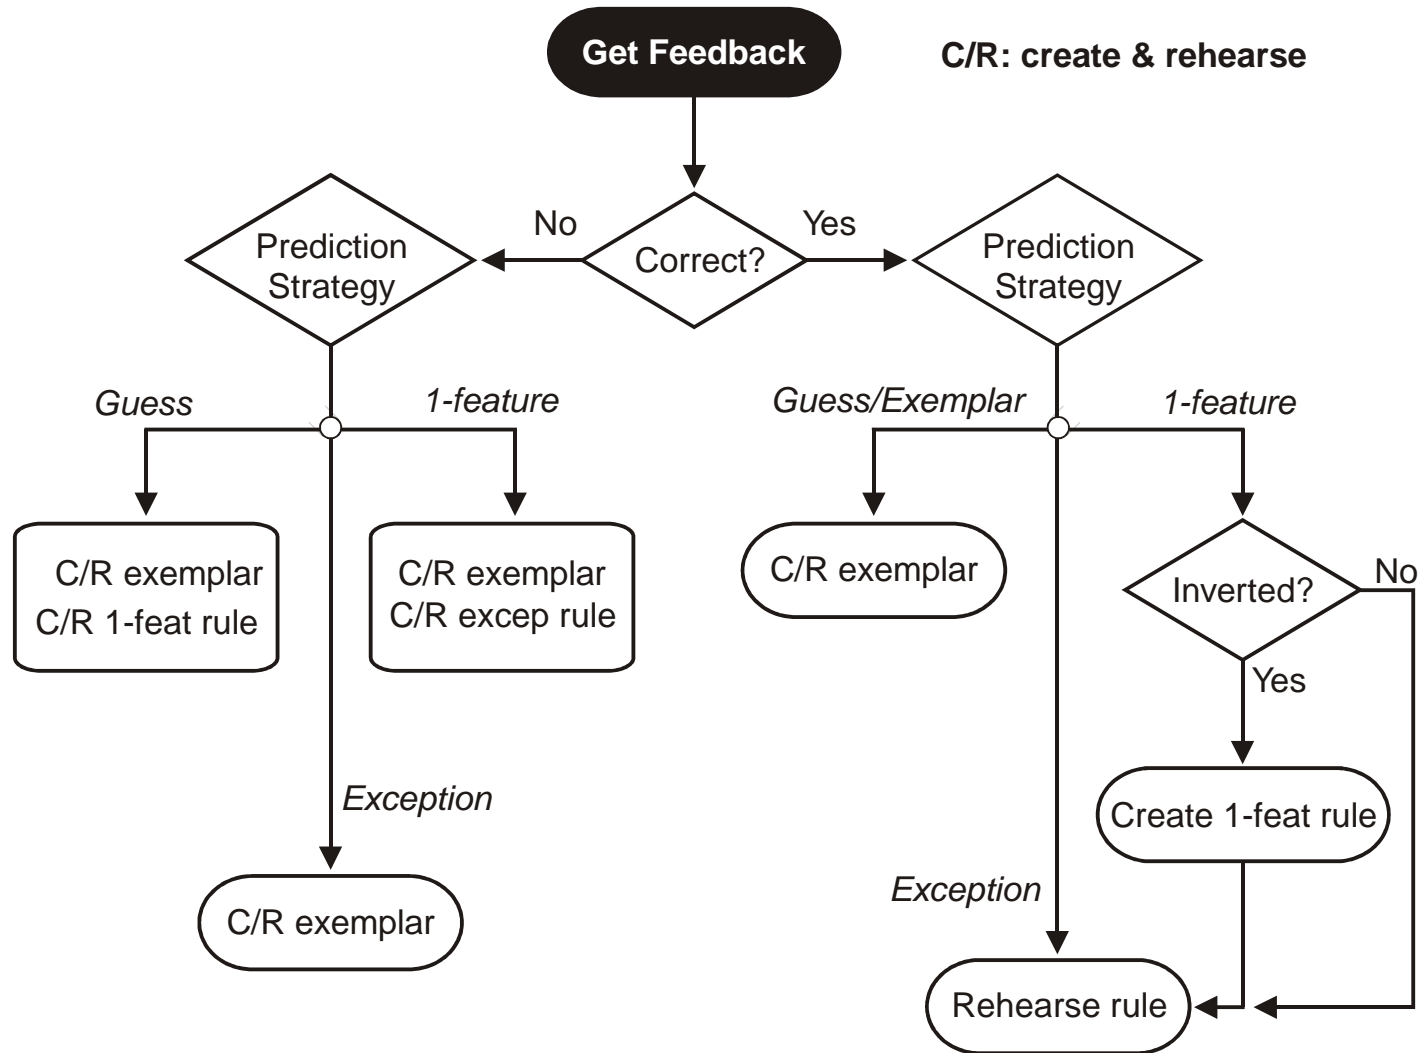 Get Feedback
C/R: create & rehearse
No
Yes
Prediction
Strategy
Correct?
Prediction
Strategy
Guess
1-feature
Guess/Exemplar
1-feature
C/R exemplar
C/R 1-feat rule
C/R exemplar
C/R excep rule
C/R exemplar
Inverted?
No
Yes
Exception
Create 1-feat rule
Exception
C/R exemplar
Rehearse rule